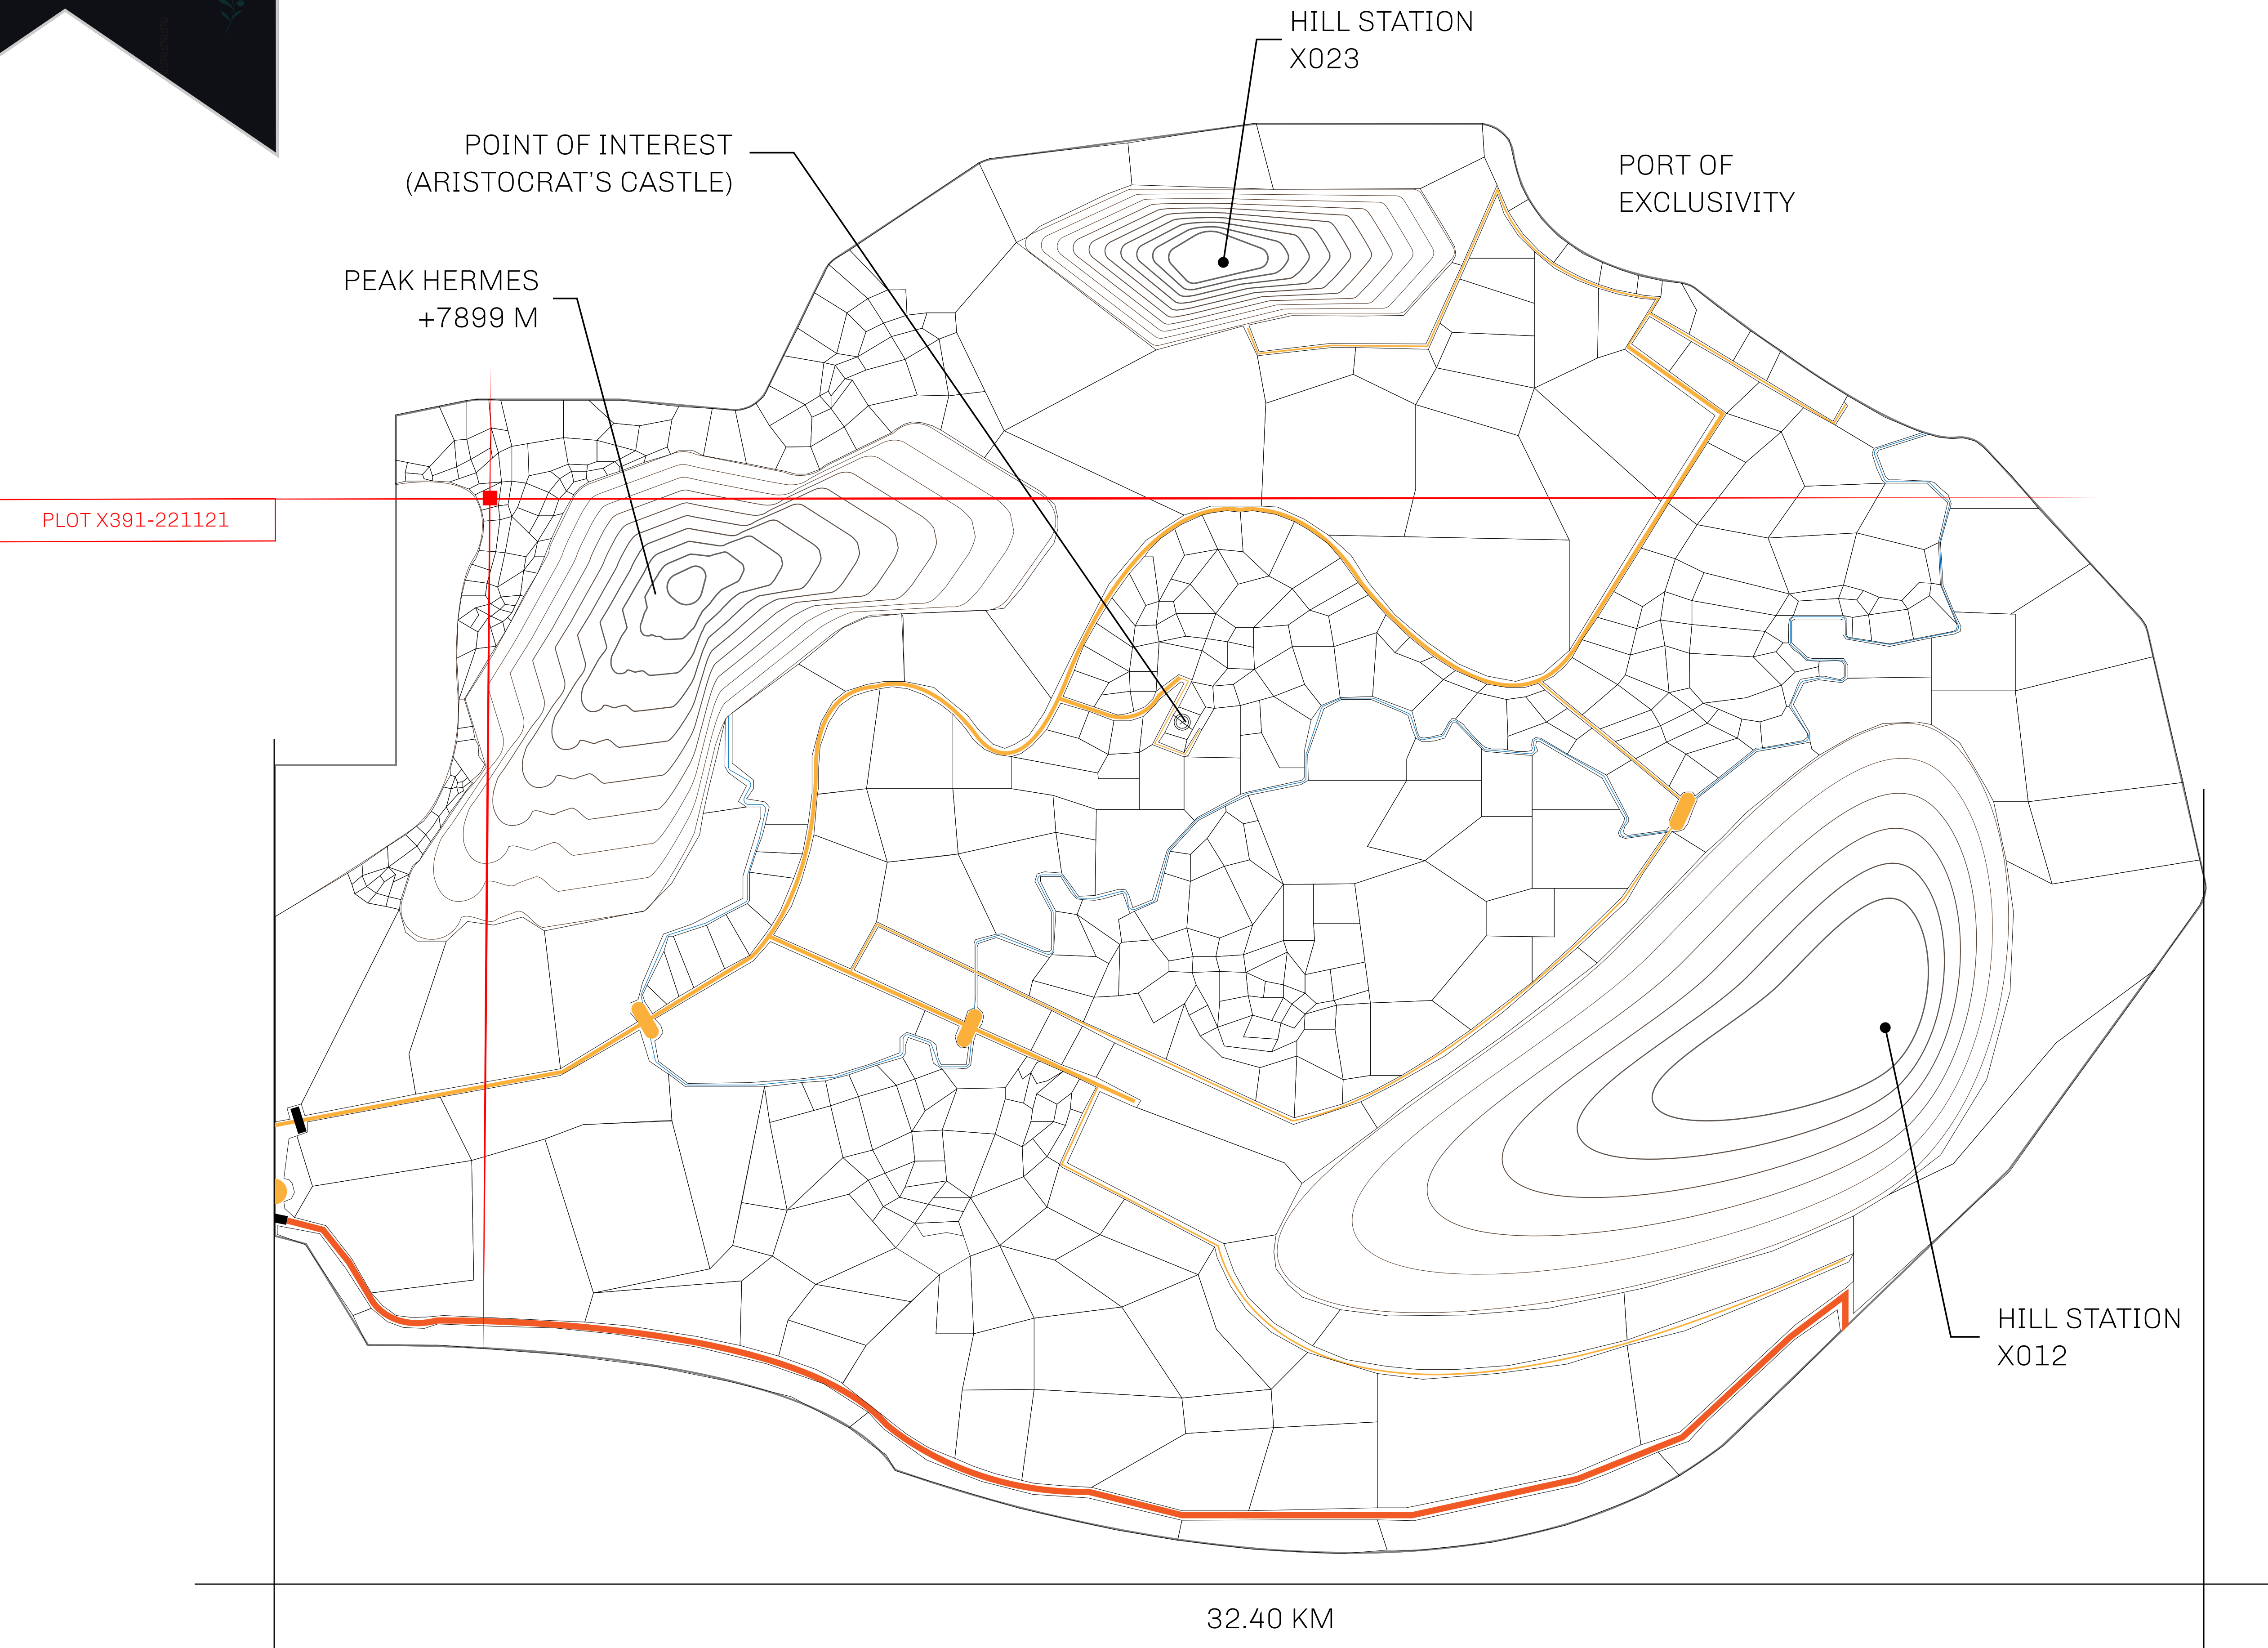 HILL STATION
X023
POINT OF INTEREST
(ARISTOCRAT'S CASTLE)
PORT OF
EXCLUSIVITY
PEAK HERMES
+7899 M
PLOT X391-221121
HILL STATION
X012
32.40 KM